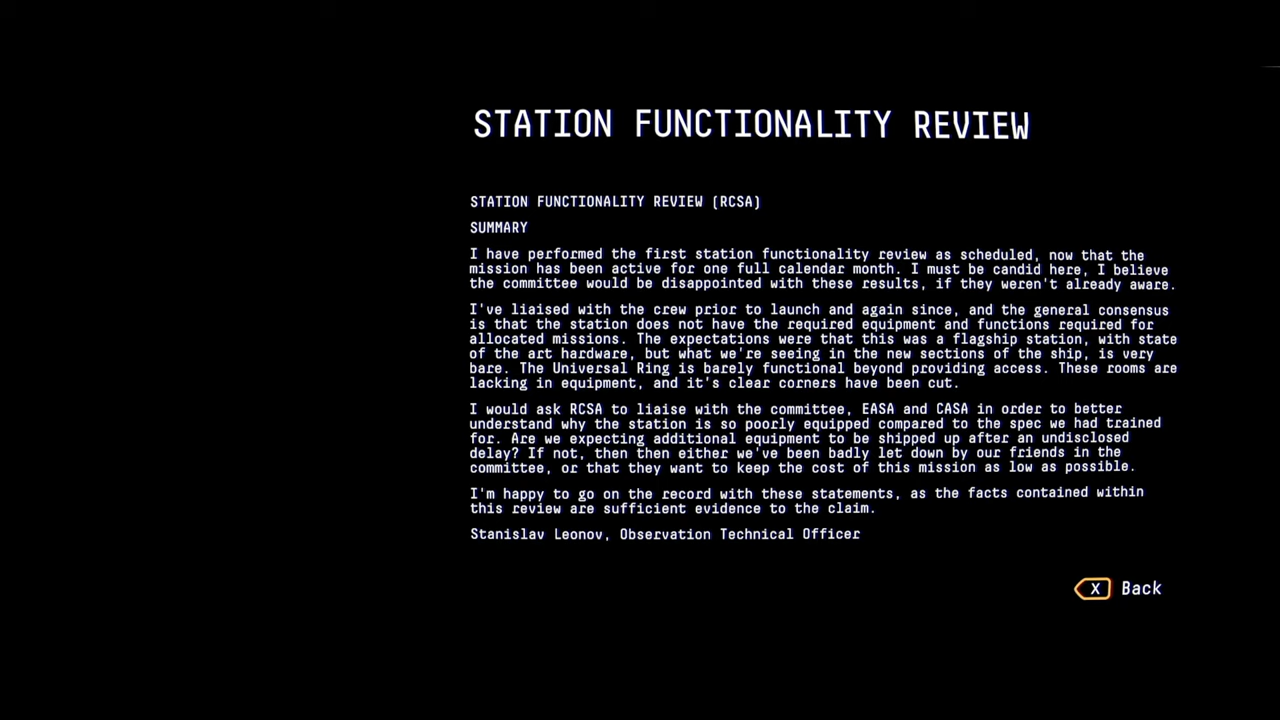 STATION FUNCTIONALITY REVIEW
STATION FUNCTIONALITY REVIEW (RCSA)
SUMMARY
I have performed the first station functionality review as scheduled, now that the
mission has been active for one full calendar month. I must be candid here, I believe
the committee would be disappointed with these results, if they weren't already aware.
I've liaised with the crew prior to launch and again since, and the general consensus
is that the station does not have the required equipment and functions required for
allocated missions. The expectations were that this was a flagship station, with state
of the art hardware, but what we're seeing in the new sections of the ship, is very
bare. The Universal Ring is barely functional beyond providing access. These rooms are
lacking in equipment, and it's clear corners have been cut.
I would ask RCSA to liaise with the committee, EASA and CASA in order to better
understand why the station is so poorly equipped compared to the spec we had trained
for. Are we expecting additional equipment to be shipped up after an undisclosed
delay? If not, then then either we've been badly let down by our friends in the
committee, or that they want to keep the cost of this mission as low as possible.
I'm happy to go on the record with these statements, as the facts contained within
this review are sufficient evidence to the claim.
Stanislav Leonov, Observation Technical Officer
X Back